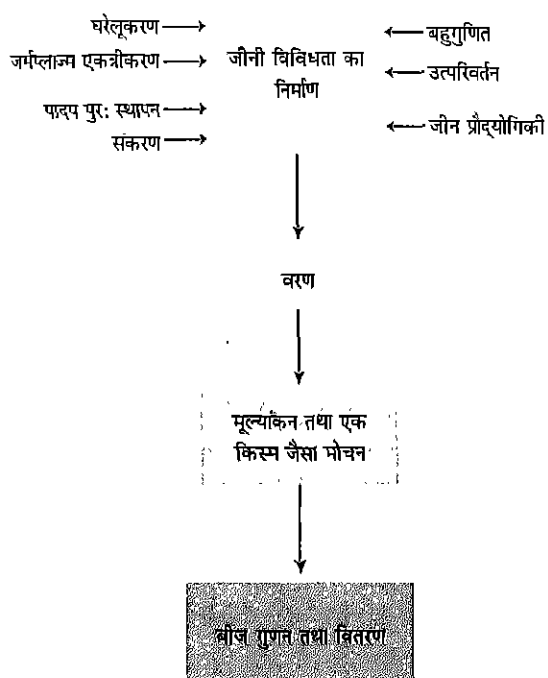 घरेलूकरण
जर्मप्लाज्म एकत्रीकरण
पादप पुर: स्थापन
संकरण
जीनी विविधता का
निर्माण
बहुगुणित
उत्परिवर्तन
जीन प्रौद्योगिकी
वरण
मूल्यांकन तथा एक
किस्म जैसा मोचन
बीज गुणन तथा वितरण